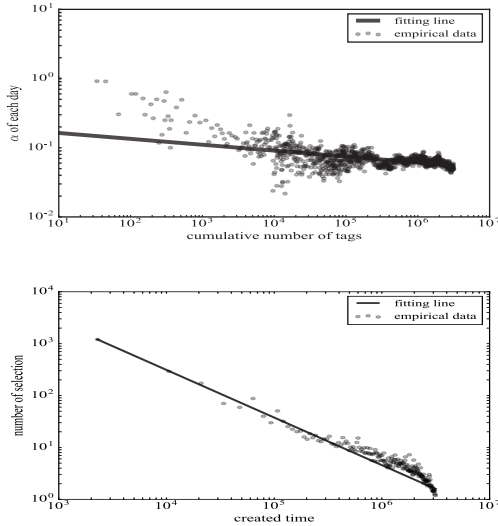 10^1
fitting line
empirical data
10^0
α of each day
10^-1
10^-2
10^1 10^2 10^3 10^4 10^5 10^6 10^7
cumulative number of tags
10^4
fitting line
empirical data
10^3
number of selection
10^2
10^1
10^0
10^3 10^4 10^5 10^6 10^7
created time